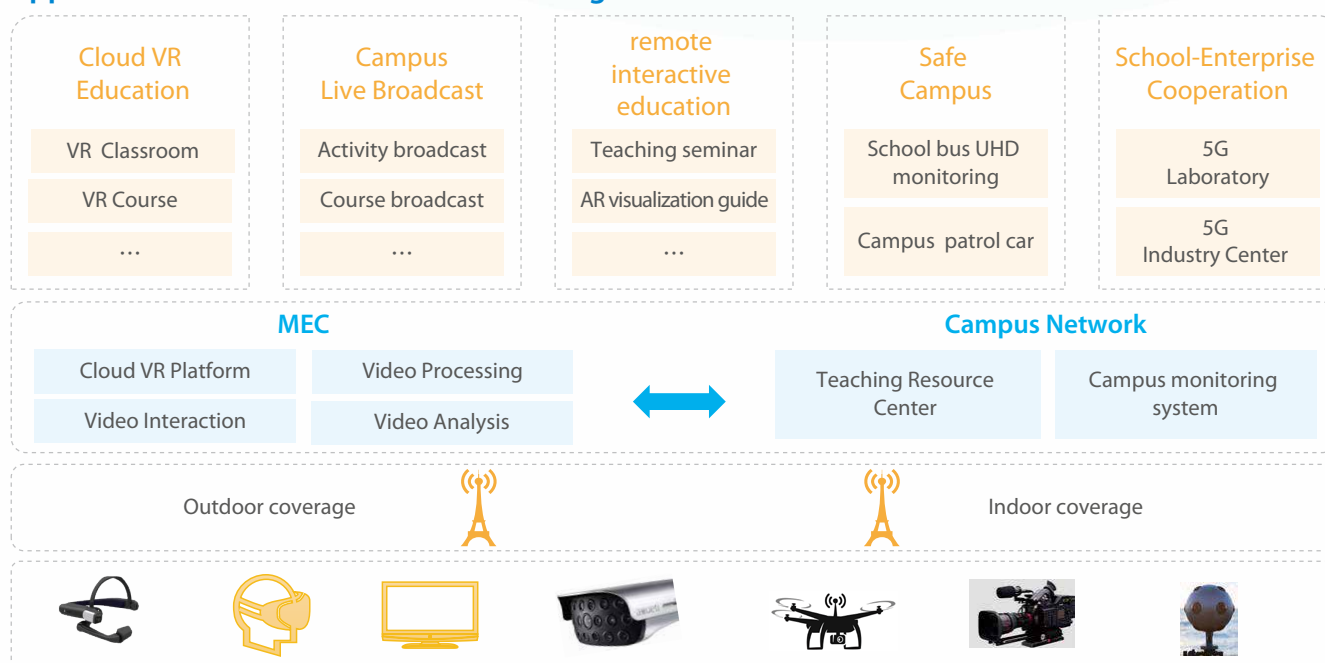 Cloud VR
Education
VR Classroom
VR Course
…
Campus
Live Broadcast
Activity broadcast
Course broadcast
…
remote
interactive
education
Teaching seminar
AR visualization guide
…
Safe
Campus
School bus UHD
monitoring
Campus patrol car
School-Enterprise
Cooperation
5G
Laboratory
5G
Industry Center
MEC
Cloud VR Platform
Video Processing
Video Interaction
Video Analysis
Campus Network
Teaching Resource
Center
Campus monitoring
system
Outdoor coverage
Indoor coverage